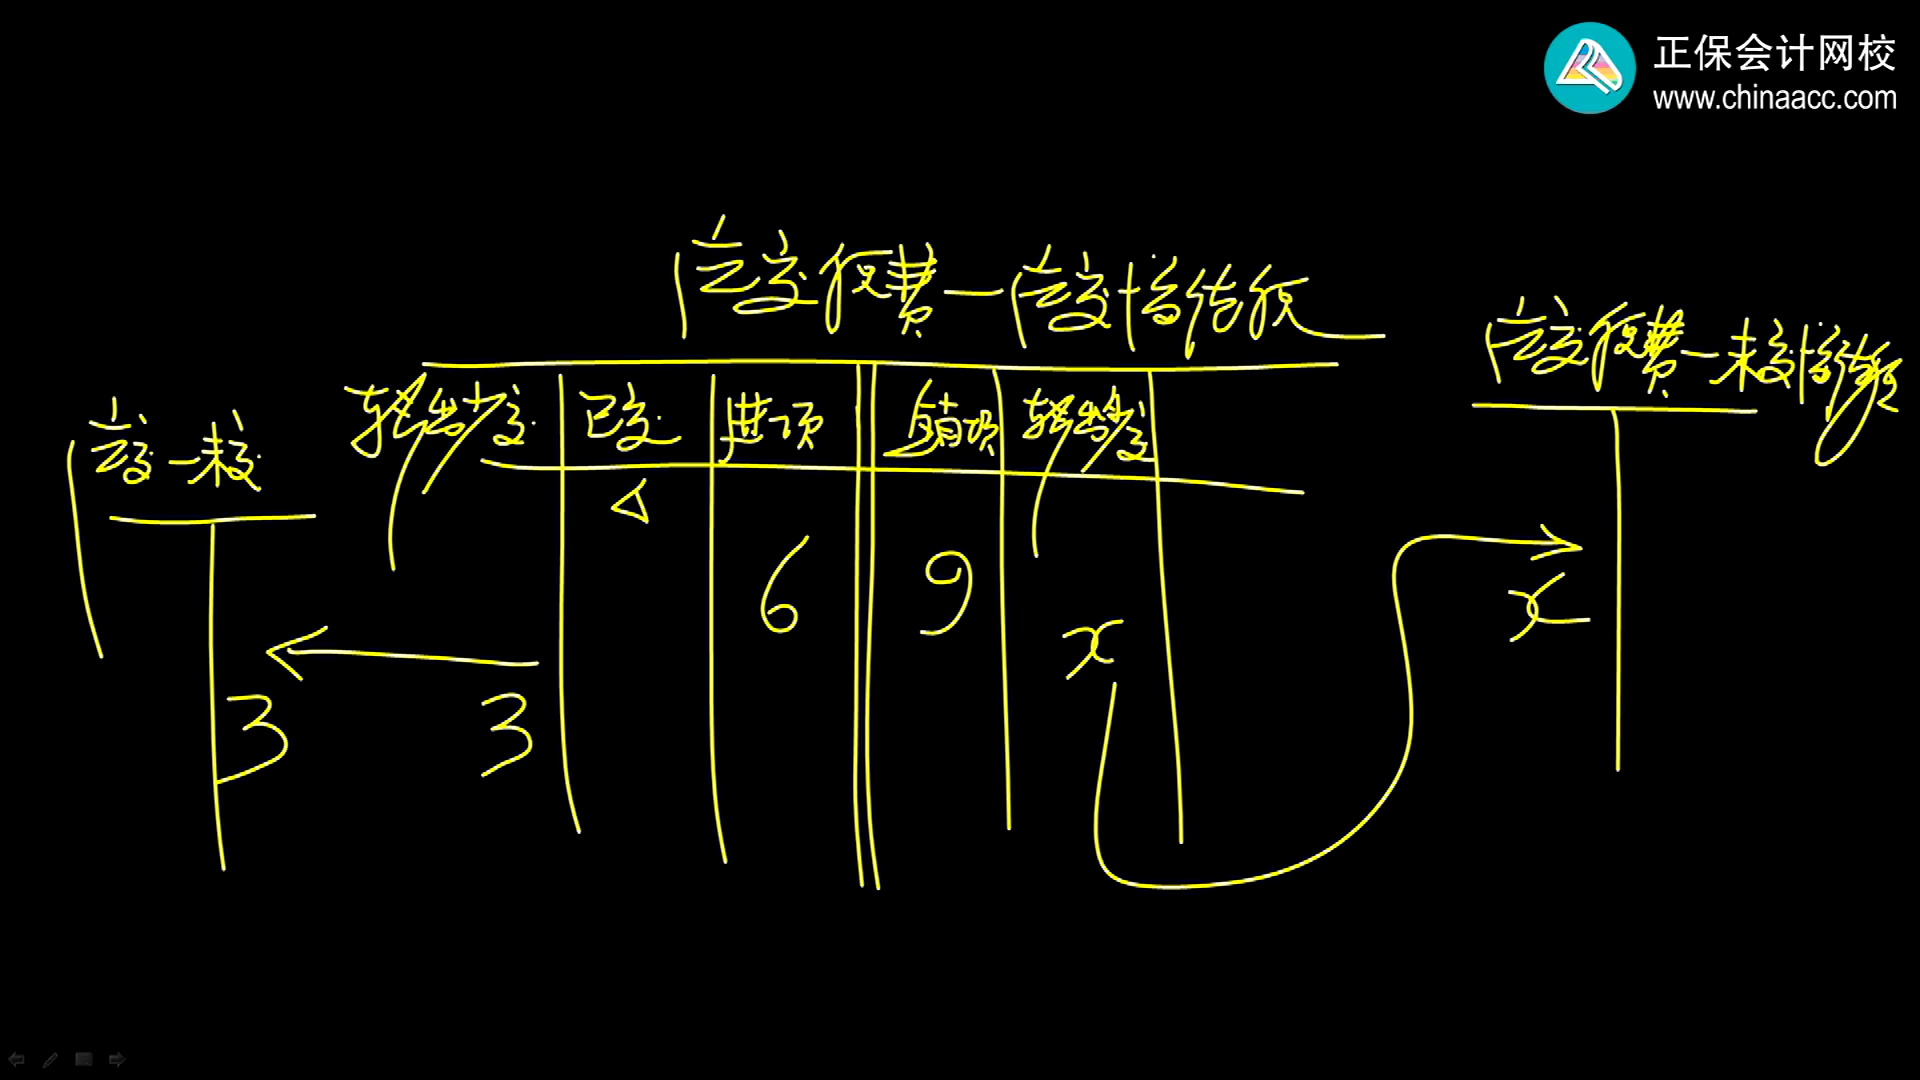 正保会计网校
www.chinaacc.com
应交税费—应交增值税
应交税费—未交增值税
应交—未交
转出未交 已交 进项 销项 转出多交
△
6 9
x x
3 3